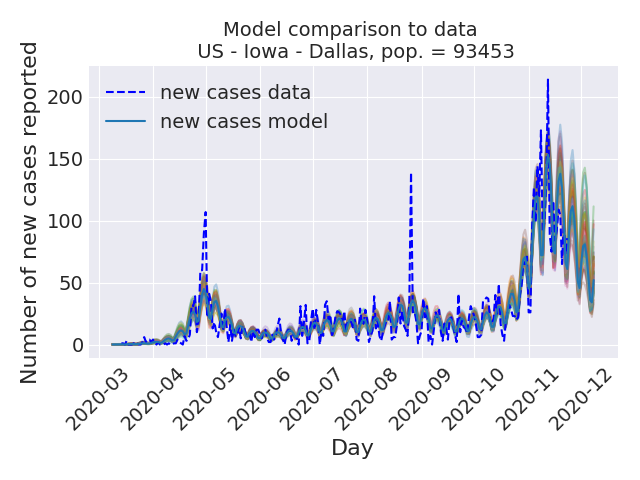 Model comparison to data
US - Iowa - Dallas, pop. = 93453
Number of new cases reported
200
150
100
50
0
new cases data
new cases model
2020-03
2020-04
2020-05
2020-06
2020-07
2020-08
2020-09
2020-10
2020-11
2020-12
Day